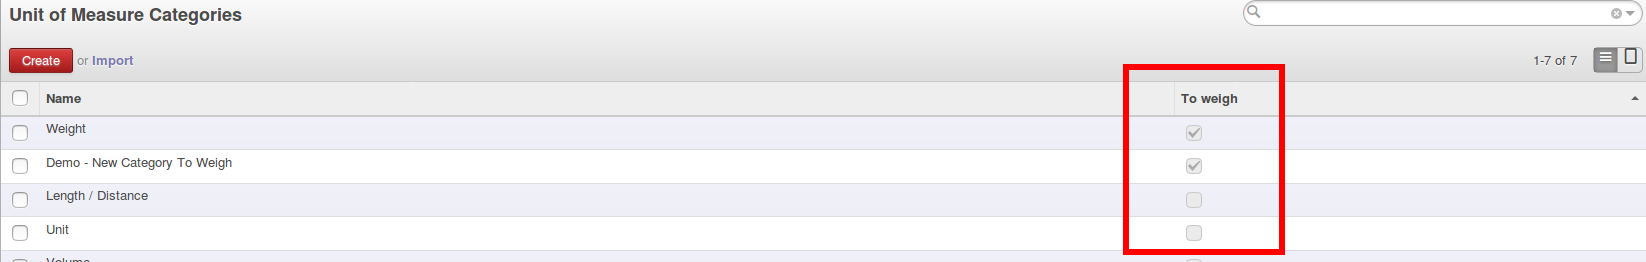 Unit of Measure Categories
Create or Import
1-7 of 7
Name To weigh
Weight
Demo - New Category To Weigh
Length / Distance
Unit